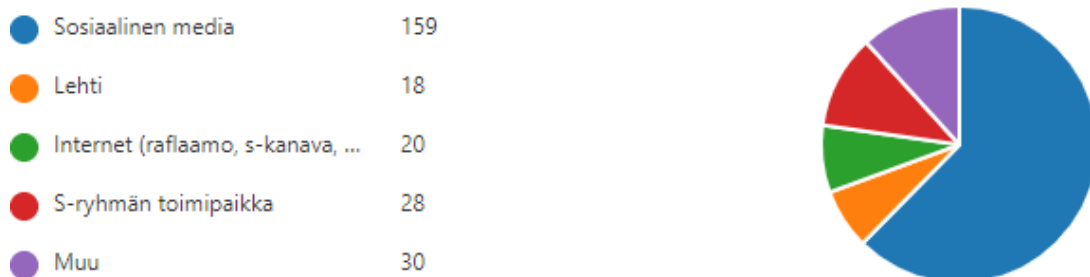 Sosiaalinen media 159
Lehti 18
Internet (raflaamo, s-kanava, ... 20
S-ryhmän toimipaikka 28
Muu 30